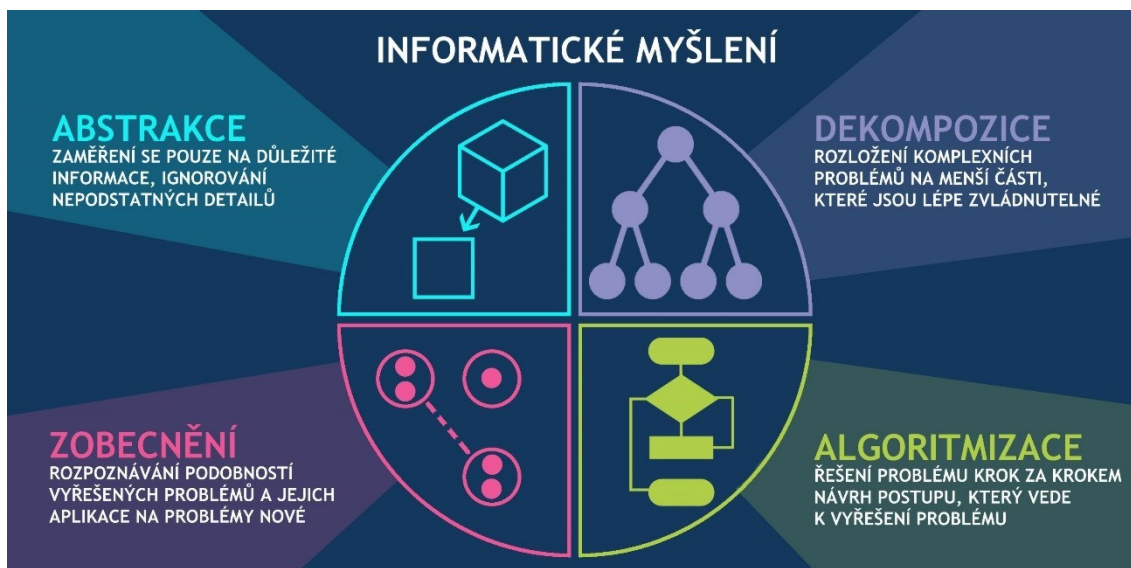 INFORMATICKÉ MYŠLENÍ
ABSTRAKCE
ZAMĚŘENÍ SE POUZE NA DŮLEŽITÉ
INFORMACE, IGNOROVÁNÍ
NEPODSTATNÝCH DETAILŮ
DEKOMPOZICE
ROZLOŽENÍ KOMPLEXNÍCH
PROBLÉMŮ NA MENŠÍ ČÁSTI,
KTERÉ JSOU LÉPE ZVLÁDNUTELNÉ
ZOBECNĚNÍ
ROZPOZNÁVÁNÍ PODOBNOSTÍ
VYŘEŠENÝCH PROBLÉMŮ A JEJICH
APLIKACE NA PROBLÉMY NOVÉ
ALGORITMIZACE
ŘEŠENÍ PROBLÉMU KROK ZA KROKEM
NÁVRH POSTUPU, KTERÝ VEDE
K VYŘEŠENÍ PROBLÉMU